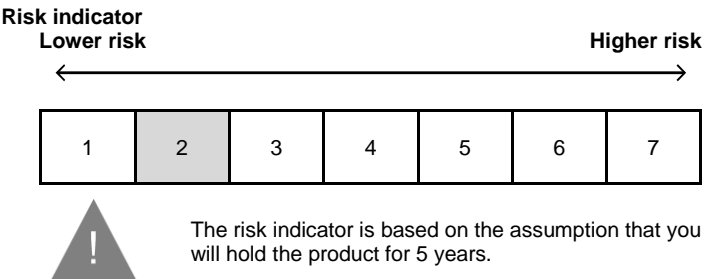 Risk indicator
Lower risk Higher risk
1 2 3 4 5 6 7
!
The risk indicator is based on the assumption that you
will hold the product for 5 years.